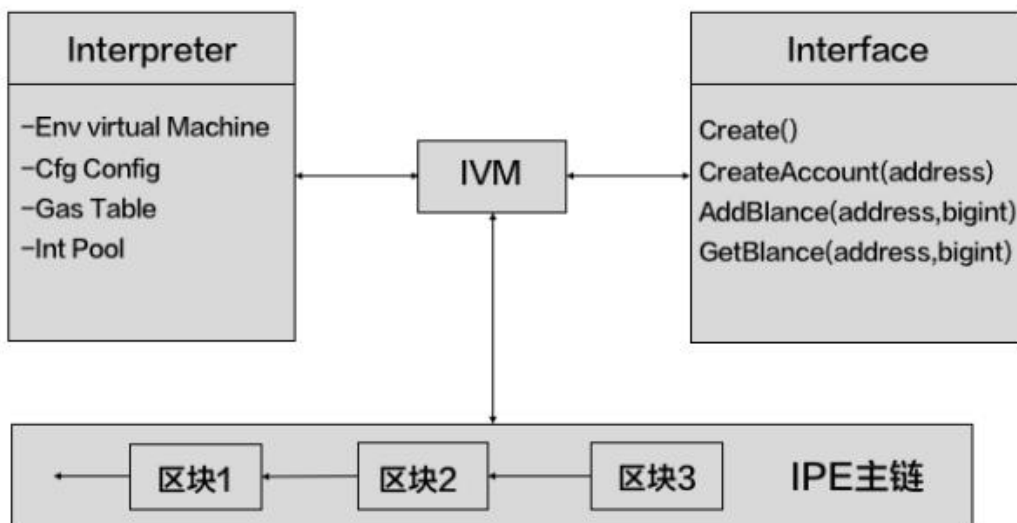 Interpreter
-Env virtual Machine
-Cfg Config
-Gas Table
-Int Pool
IVM
Interface
Create()
CreateAccount(address)
AddBlance(address,bigint)
GetBlance(address,bigint)
区块1
区块2
区块3
IPE主链